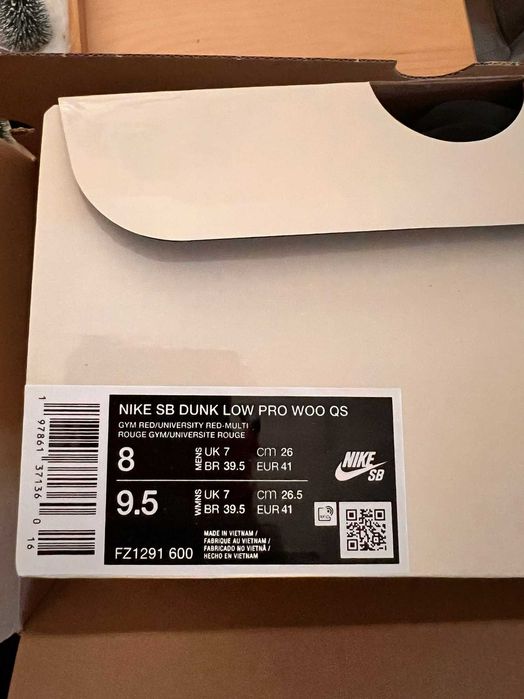 NIKE SB DUNK LOW PRO WOO QS
GYM RED/UNIVERSITY RED-MULTI
ROUGE GYM/UNIVERSITE ROUGE
8 MENS UK 7 cm 26
BR 39.5 EUR 41
9.5 WMNS UK 7 cm 26.5
BR 39.5 EUR 41
NIKE
SB
FZ1291 600
MADE IN VIETNAM /
FABRIQUE AU VIETNAM /
FABRICADO NO VIETNÃ /
HECHO EN VIETNAM
1 97861 37136 0 16